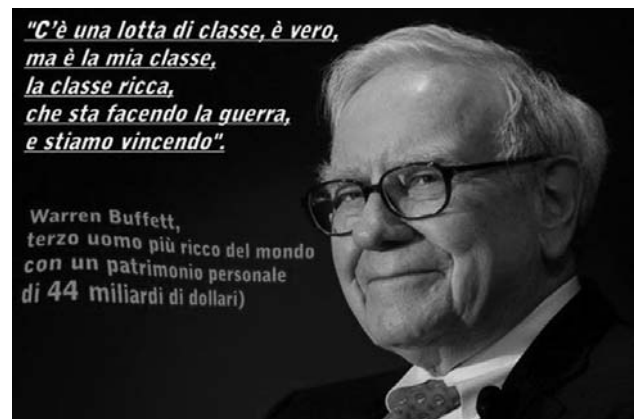 "C'è una lotta di classe, è vero,
ma è la mia classe,
la classe ricca,
che sta facendo la guerra,
e stiamo vincendo".
Warren Buffett,
terzo uomo più ricco del mondo
con un patrimonio personale
di 44 miliardi di dollari)